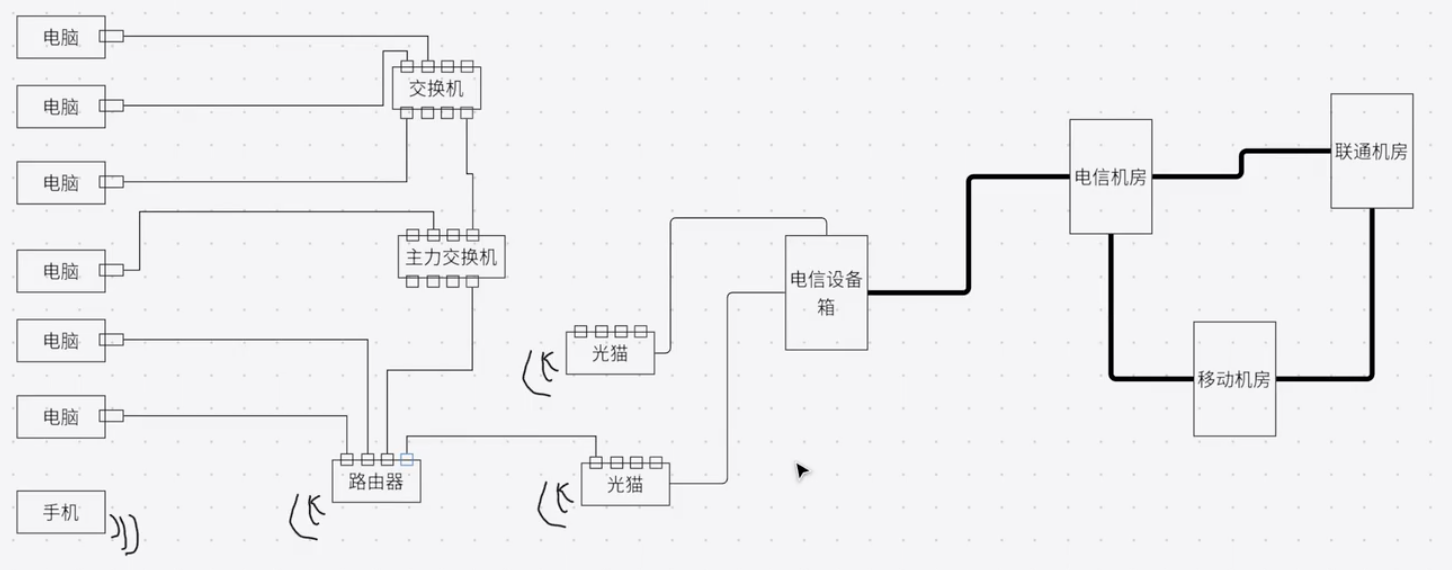 电脑
交换机
电脑
电脑
电脑
主力交换机
电脑
电脑
手机
路由器
光猫
光猫
电信设备
箱
电信机房
联通机房
移动机房